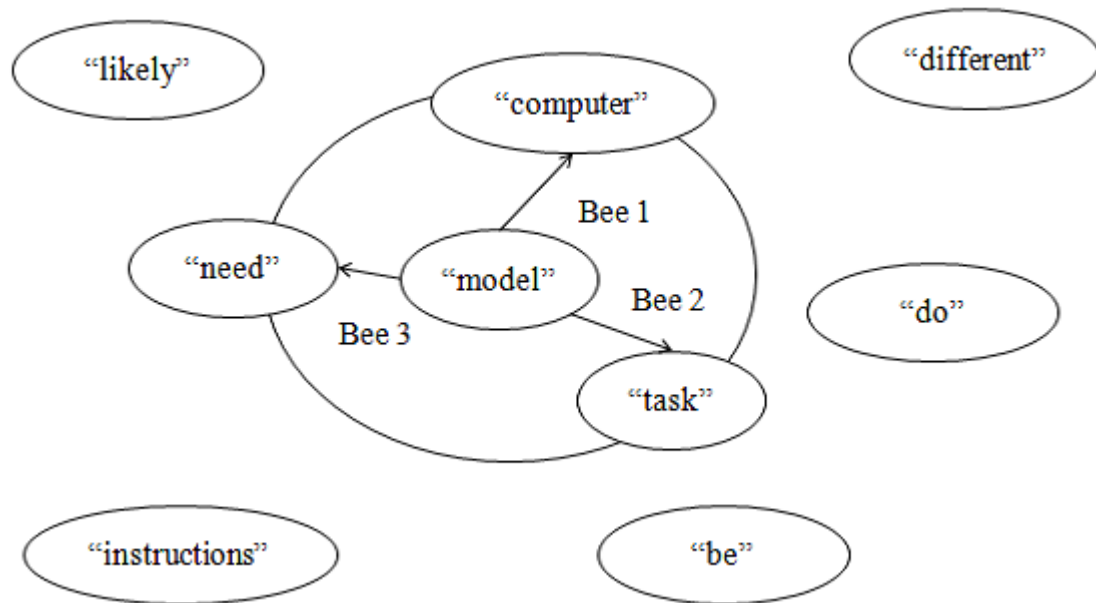 “likely”
“different”
“computer”
Bee 1
“need”
“model”
Bee 2
“do”
Bee 3
“task”
“instructions”
“be”